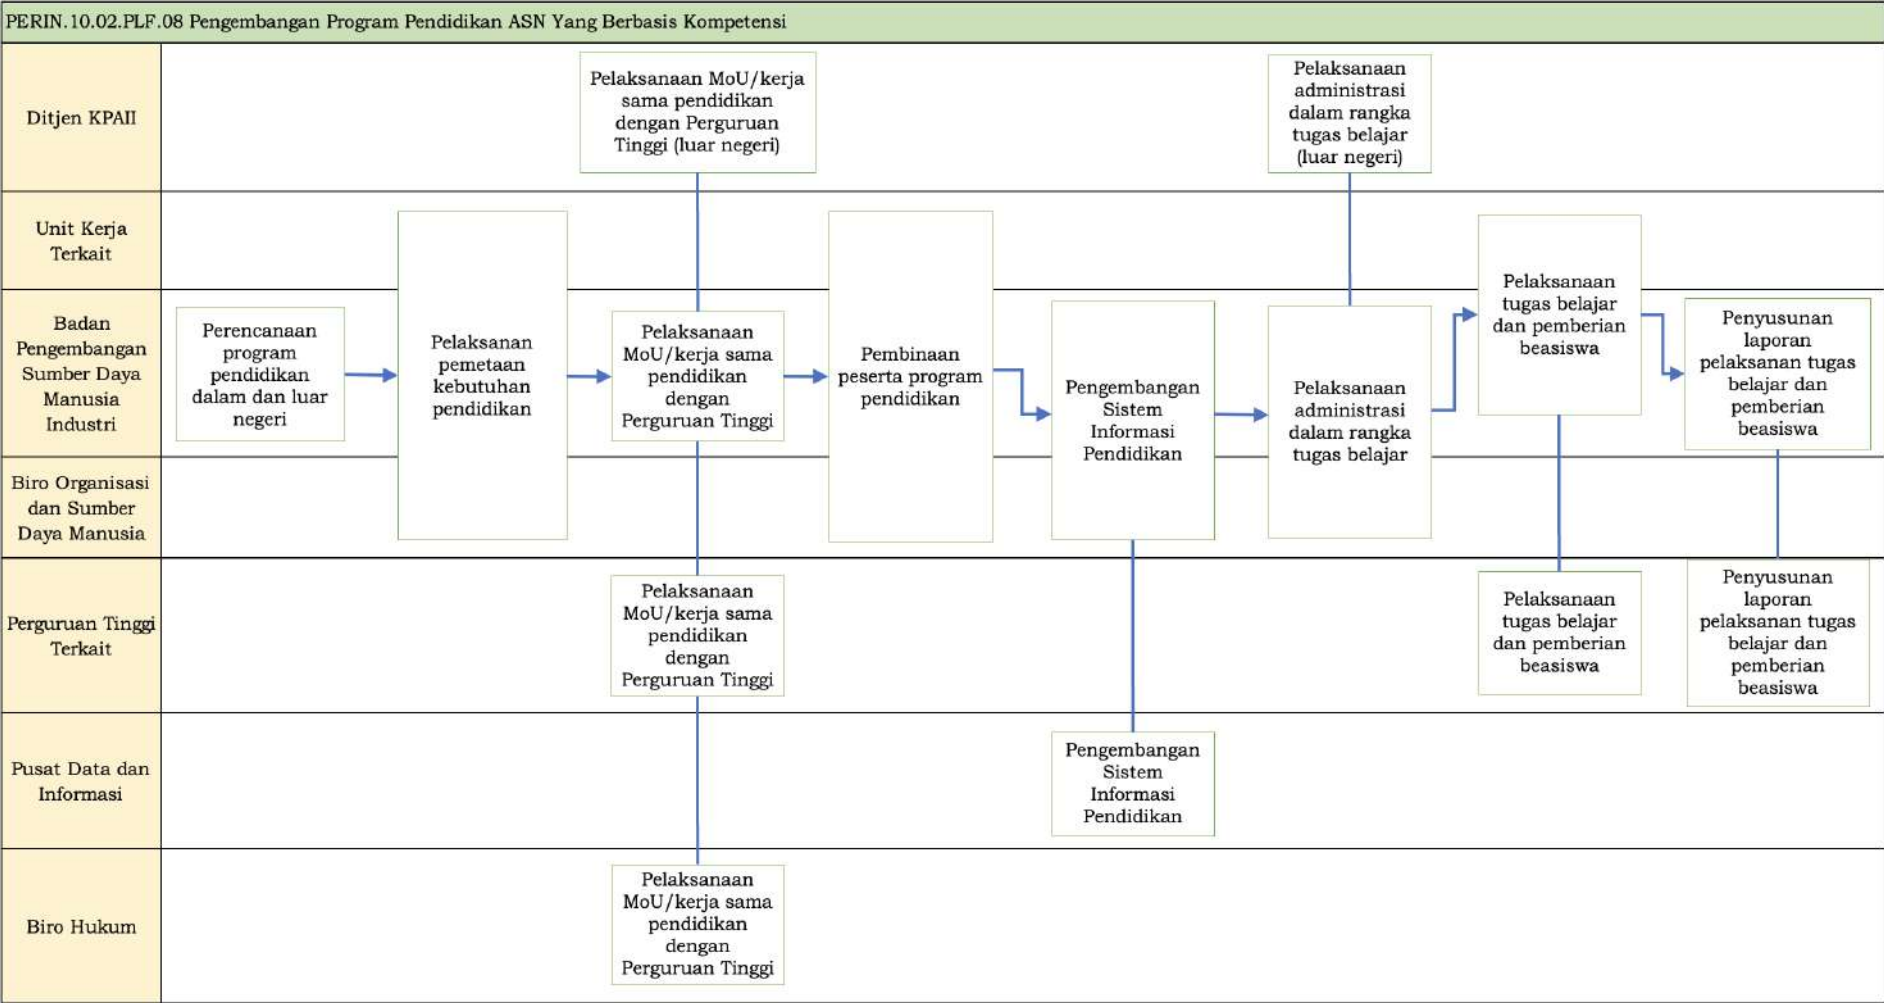 PERIN.10.02.PLF.08 Pengembangan Program Pendidikan ASN Yang Berbasis Kompetensi
Ditjen KPAII
Pelaksanaan MoU/kerja
sama pendidikan
dengan Perguruan
Tinggi (luar negeri)
Pelaksanaan
administrasi
dalam rangka
tugas belajar
(luar negeri)
Unit Kerja
Terkait
Badan
Pengembangan
Sumber Daya
Manusia
Industri
Perencanaan
program
pendidikan
dalam dan luar
negeri
Pelaksanan
pemetaan
kebutuhan
pendidikan
Pelaksanaan
MoU/kerja sama
pendidikan
dengan
Perguruan Tinggi
Pembinaan
peserta program
pendidikan
Pengembangan
Sistem
Informasi
Pendidikan
Pelaksanaan
administrasi
dalam rangka
tugas belajar
Pelaksanaan
tugas belajar
dan pemberian
beasiswa
Penyusunan
laporan
pelaksanan tugas
belajar dan
pemberian
beasiswa
Biro Organisasi
dan Sumber
Daya Manusia
Perguruan Tinggi
Terkait
Pelaksanaan
MoU/kerja sama
pendidikan
dengan
Perguruan Tinggi
Pelaksanaan
tugas belajar
dan pemberian
beasiswa
Penyusunan
laporan
pelaksanan tugas
belajar dan
pemberian
beasiswa
Pusat Data dan
Informasi
Pengembangan
Sistem
Informasi
Pendidikan
Biro Hukum
Pelaksanaan
MoU/kerja sama
pendidikan
dengan
Perguruan Tinggi